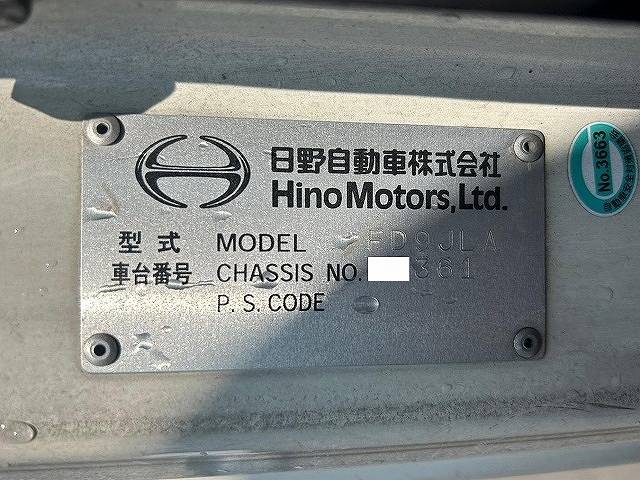 日野自動車株式会社
Hino Motors, Ltd.
型式 MODEL FD9JLA
車台番号 CHASSIS NO. 361
P.S.CODE
No.3663